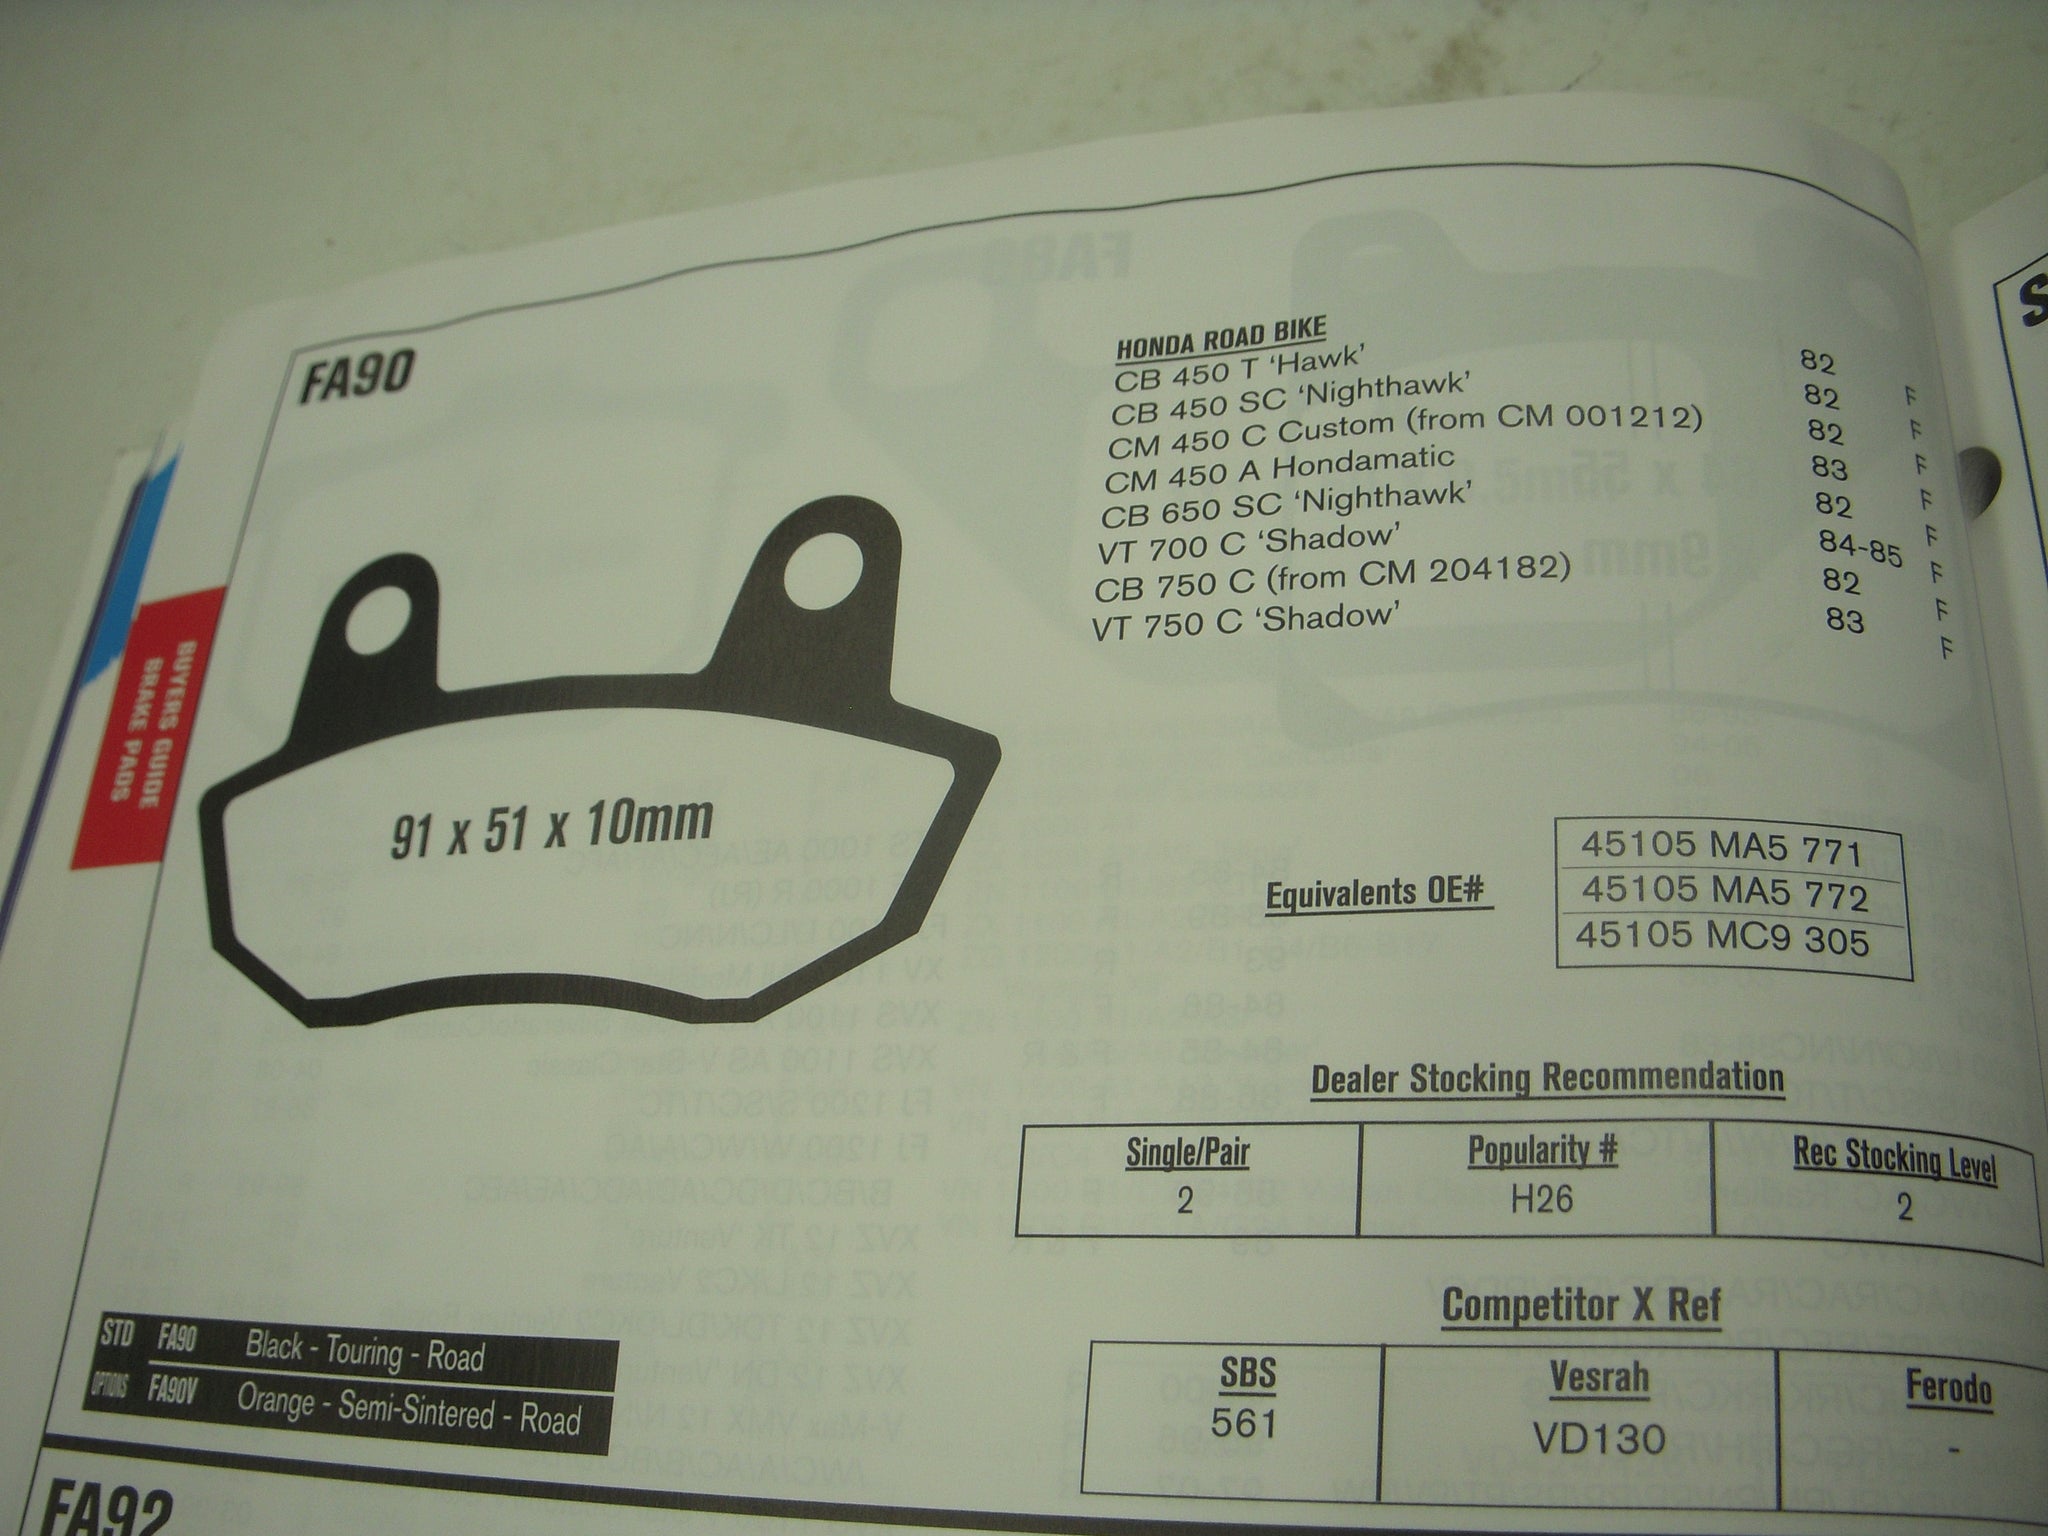 FA90
HONDA ROAD BIKE
CB 450 T ‘Hawk’ 82 F
CB 450 SC ‘Nighthawk’ 82 F
CM 450 C Custom (from CM 001212) 82 F
CM 450 A Hondamatic 83 F
CB 650 SC ‘Nighthawk’ 82 F
VT 700 C ‘Shadow’ 84-85 F
CB 750 C (from CM 204182) 82 F
VT 750 C ‘Shadow’ 83 F
BUYERS GUIDE
BRAKE PADS
91 x 51 x 10mm
Equivalents OE#
45105 MA5 771
45105 MA5 772
45105 MC9 305
Dealer Stocking Recommendation
Single/Pair Popularity # Rec Stocking Level
2 H26 2
Competitor X Ref
SBS Vesrah Ferodo
561 VD130 -
STD FA90 Black - Touring - Road
OPTIONS FA90V Orange - Semi-Sintered - Road
FA92